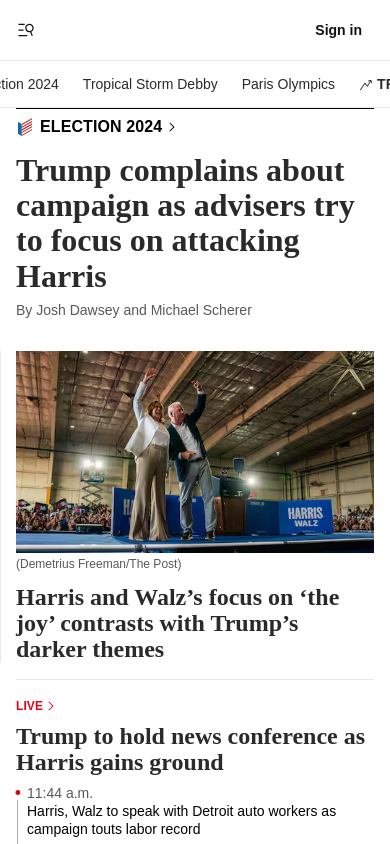 Sign in
tion 2024 Tropical Storm Debby Paris Olympics
ELECTION 2024
Trump complains about
campaign as advisers try
to focus on attacking
Harris
By Josh Dawsey and Michael Scherer
HARRIS
WALZ
(Demetrius Freeman/The Post)
Harris and Walz’s focus on ‘the
joy’ contrasts with Trump’s
darker themes
LIVE
Trump to hold news conference as
Harris gains ground
11:44 a.m.
Harris, Walz to speak with Detroit auto workers as
campaign touts labor record